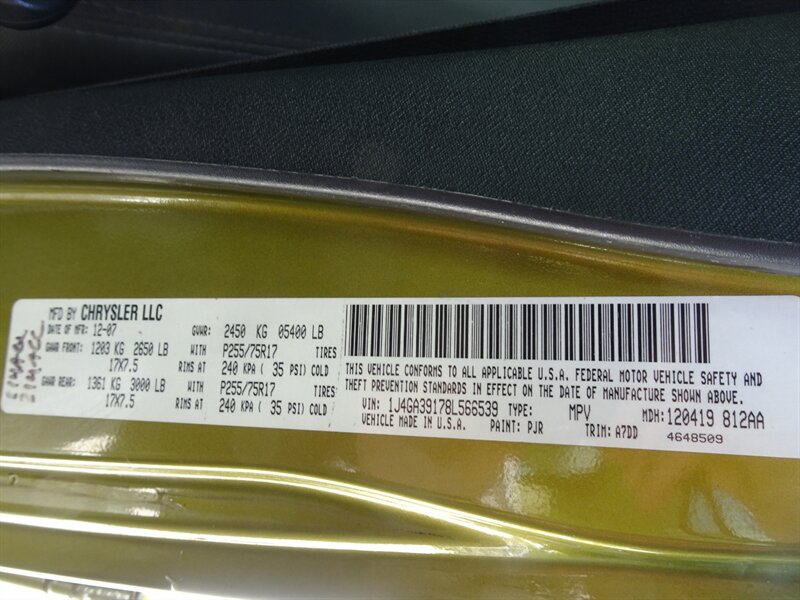 MFD BY CHRYSLER LLC
DATE OF MFR: 12-07 GVWR: 2450 KG 05400 LB
GAWR FRONT: 1203 KG 2650 LB WITH P255/75R17 TIRES
17X7.5 RIMS AT 240 KPA ( 35 PSI) COLD
GAWR REAR: 1361 KG 3000 LB WITH P255/75R17 TIRES
17X7.5 RIMS AT 240 KPA ( 35 PSI) COLD
THIS VEHICLE CONFORMS TO ALL APPLICABLE U.S.A. FEDERAL MOTOR VEHICLE SAFETY AND
THEFT PREVENTION STANDARDS IN EFFECT ON THE DATE OF MANUFACTURE SHOWN ABOVE.
VIN: 1J4GA39178L566539 TYPE: MPV MDH: 120419 812AA
VEHICLE MADE IN U.S.A. PAINT: PJR TRIM: A7DD 4648509